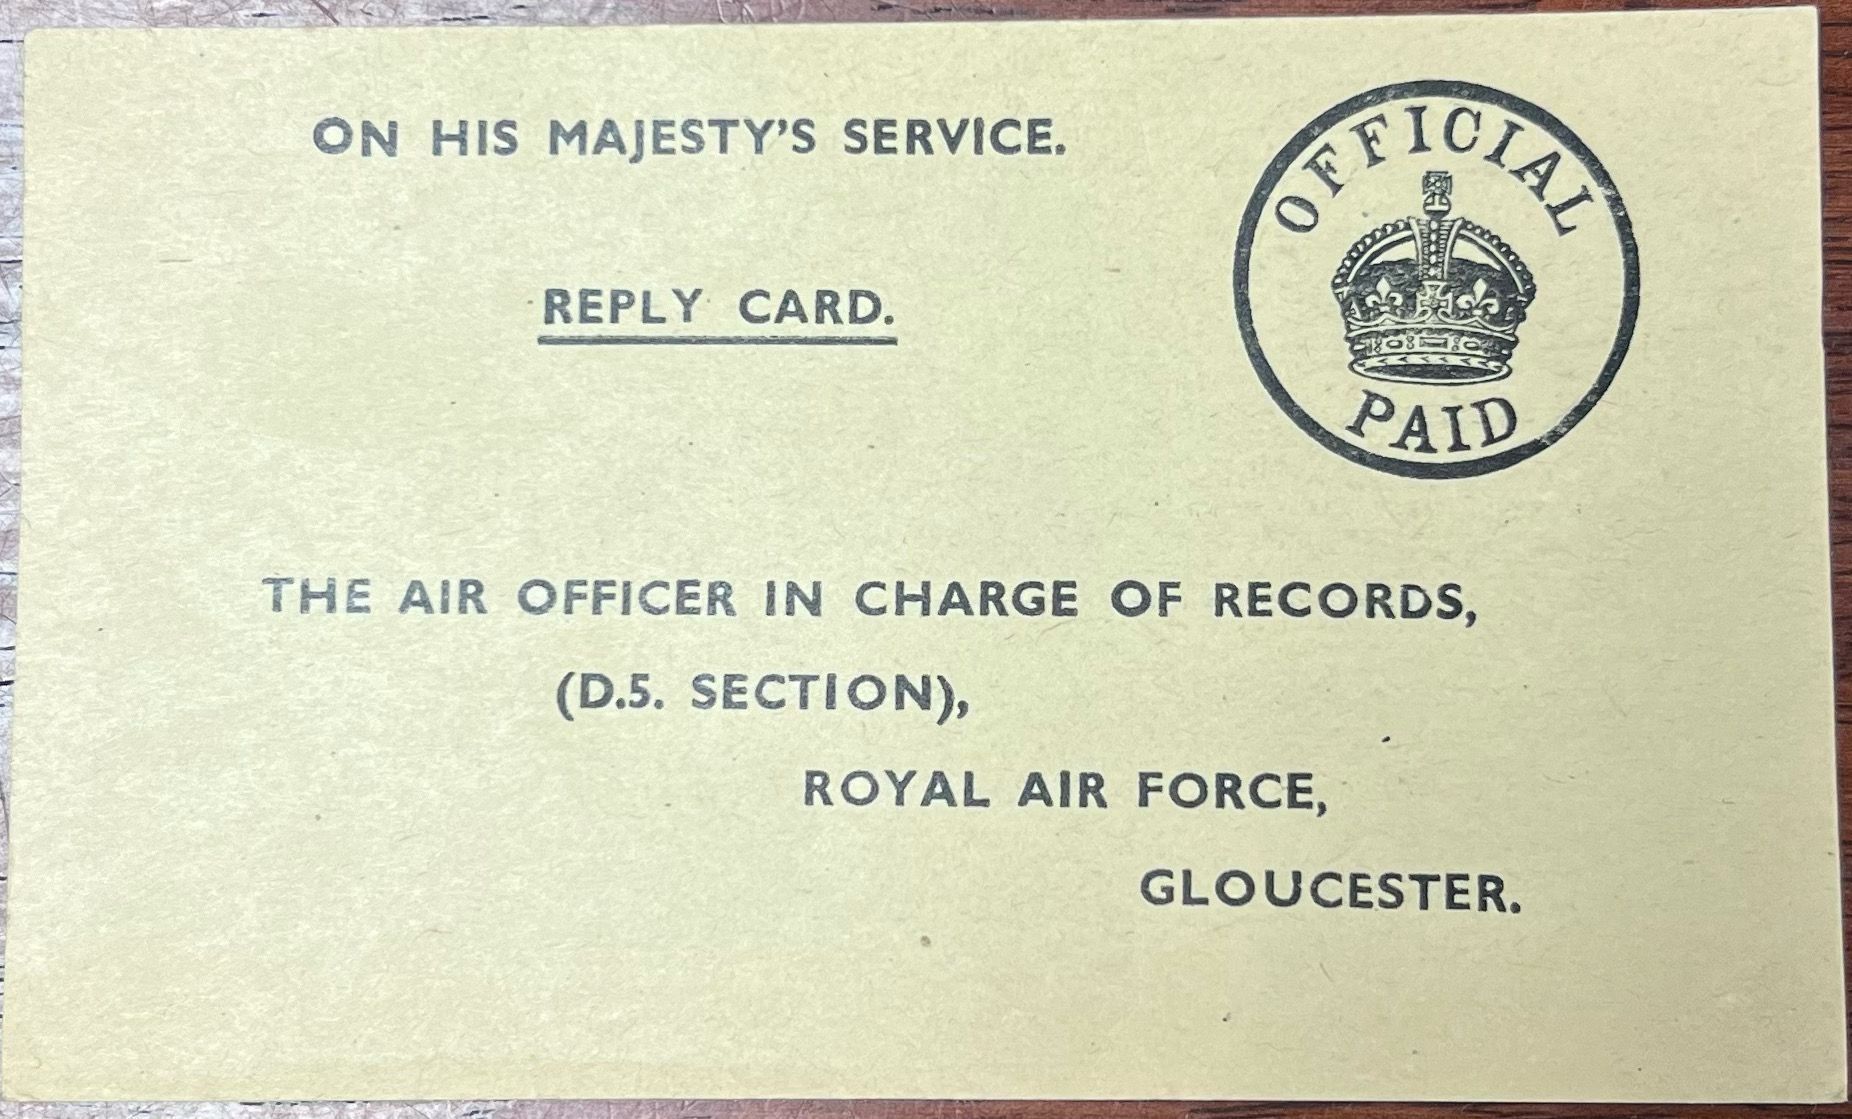 ON HIS MAJESTY'S SERVICE.
OFFICIAL
PAID
REPLY CARD.
THE AIR OFFICER IN CHARGE OF RECORDS,
(D.5. SECTION),
ROYAL AIR FORCE,
GLOUCESTER.